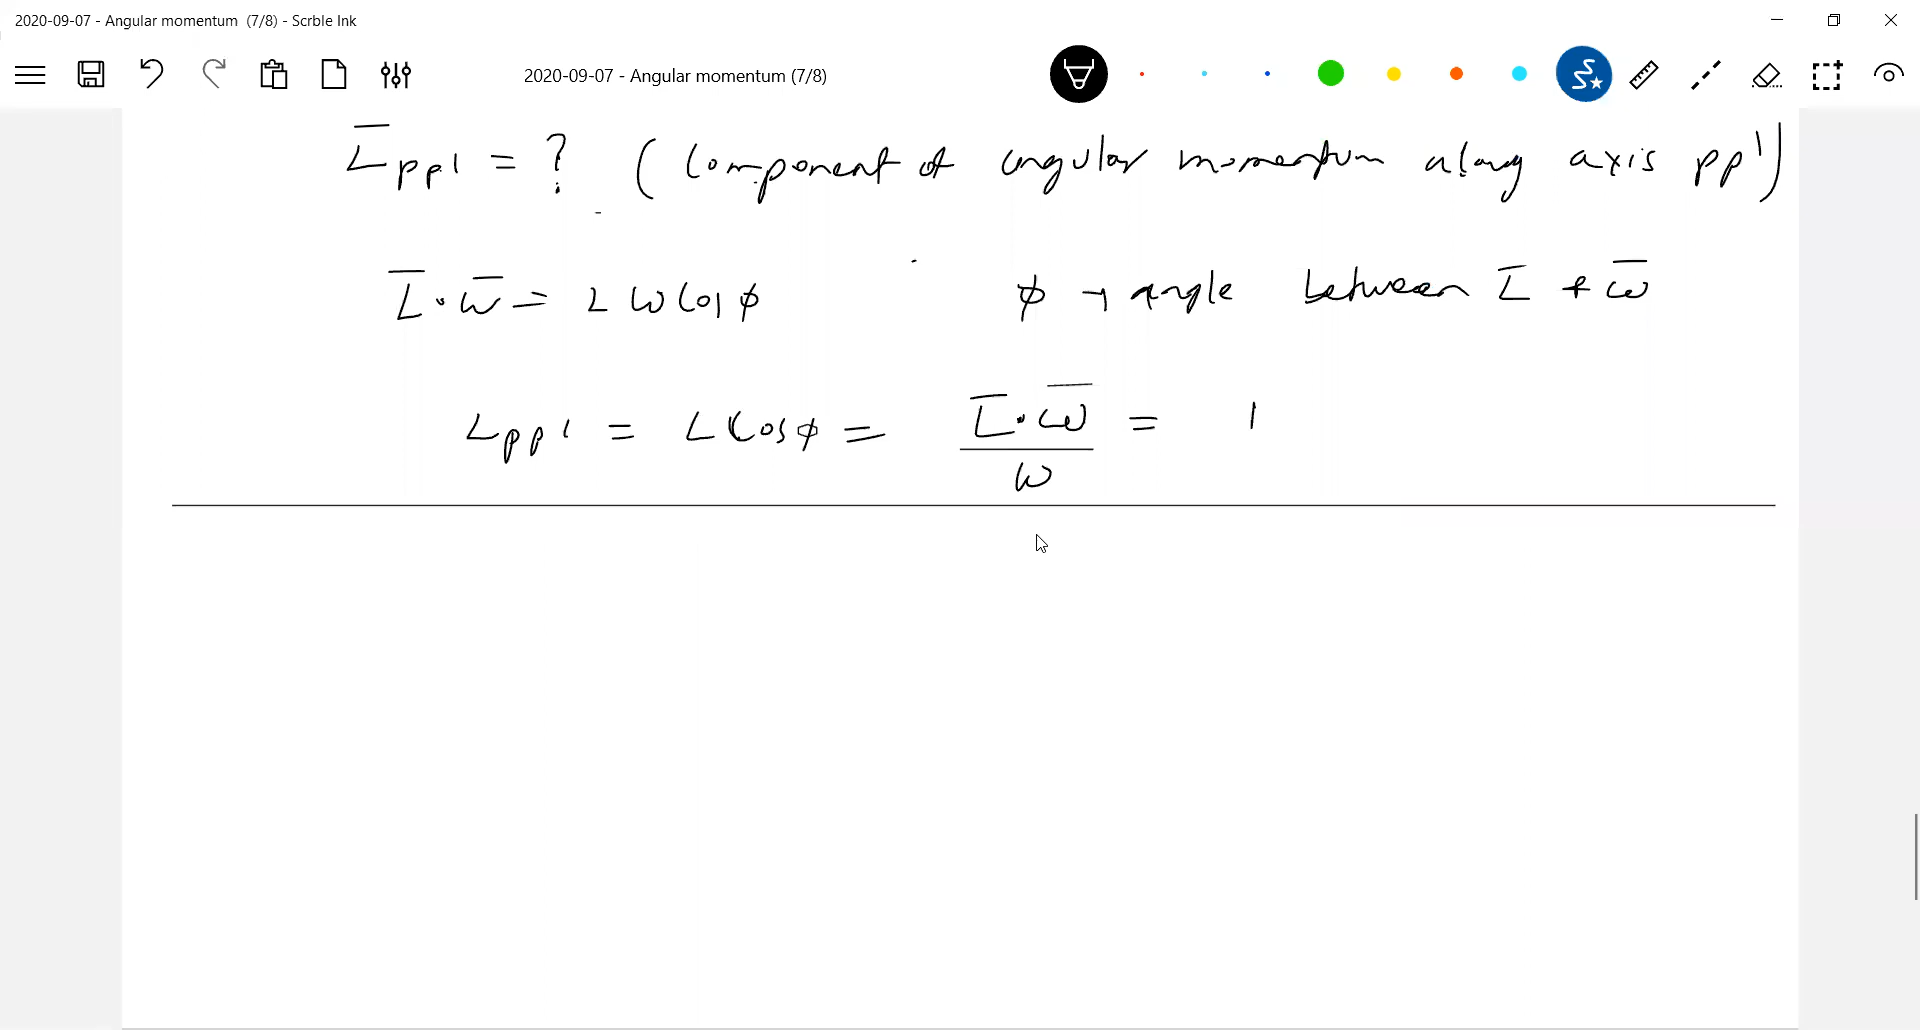 2020-09-07 - Angular momentum (7/8) - Scrble Ink
2020-09-07 - Angular momentum (7/8)
L̅pp' = ? ( Component of angular momentum along axis pp')
L̅·ω̅ = L ω Cos φ φ → angle between L̅ & ω̅
Lpp' = L Cos φ = L̅·ω̅ / ω = 1